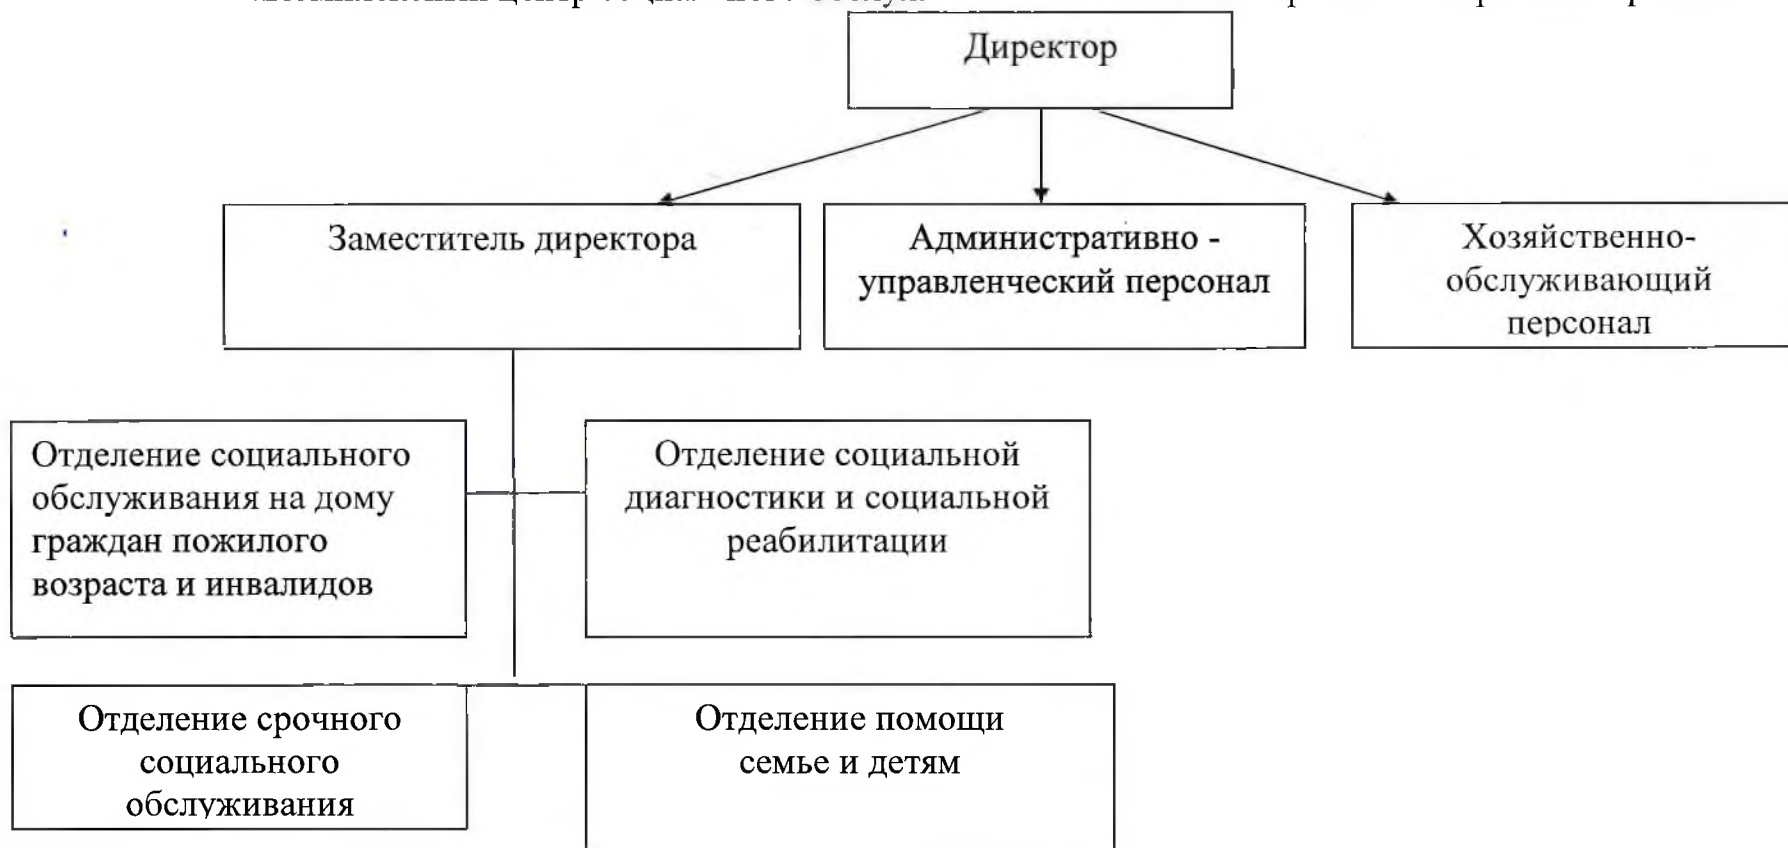 центр
Директор
Заместитель директора
Административно -
управленческий персонал
Хозяйственно-
обслуживающий
персонал
Отделение социального
обслуживания на дому
граждан пожилого
возраста и инвалидов
Отделение социальной
диагностики и социальной
реабилитации
Отделение срочного
социального
обслуживания
Отделение помощи
семье и детям